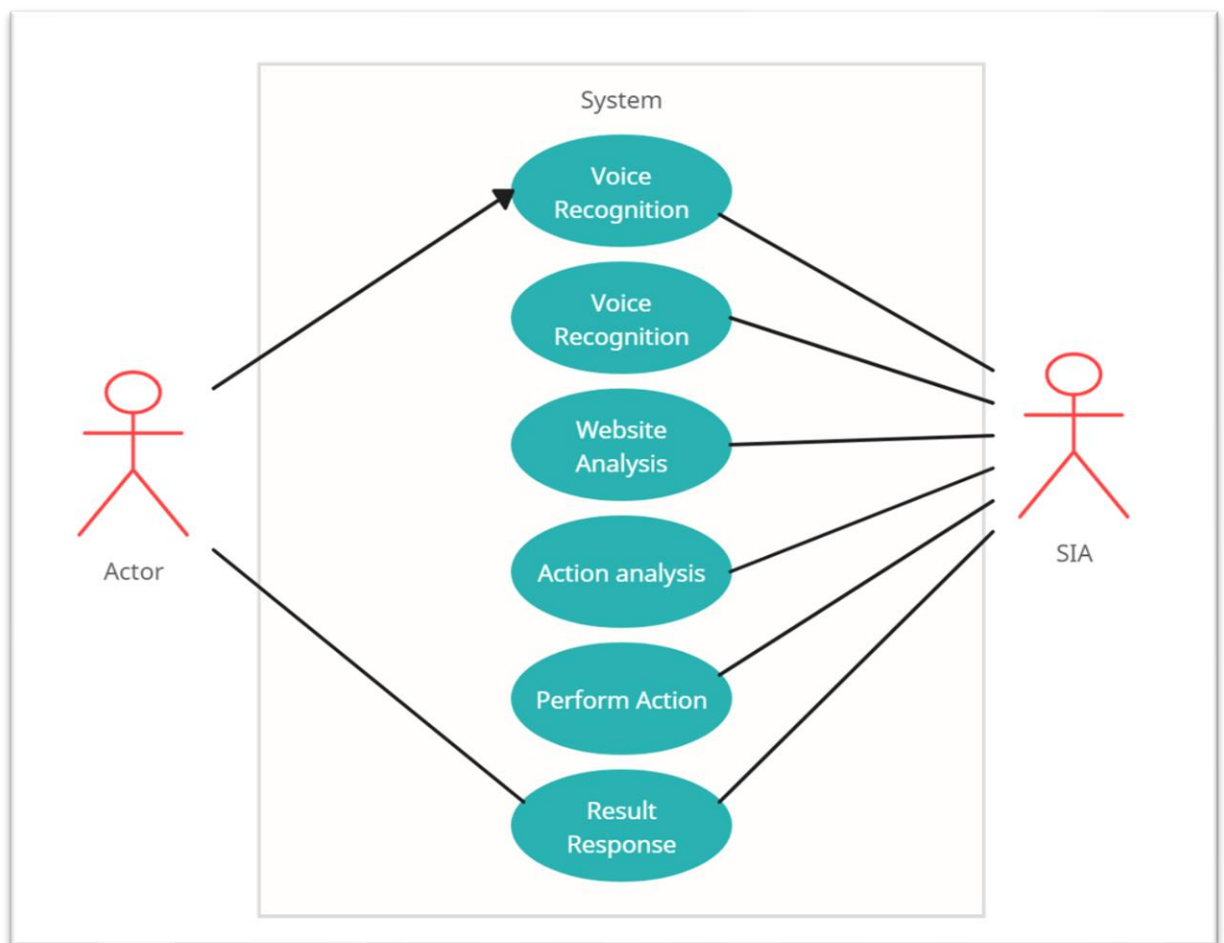 System
Voice
Recognition
Voice
Recognition
Website
Analysis
Action analysis
Perform Action
Result
Response
Actor
SIA